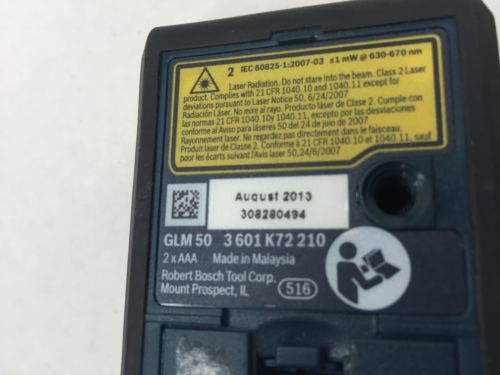 2 IEC 60825-1:2007-03 ≤1 mW @ 630-670 nm
Laser Radiation. Do not stare into the beam. Class 2 Laser
product. Complies with 21 CFR 1040.10 and 1040.11 except for
deviations pursuant to Laser Notice 50, 6/24/2007
Radiación Láser. No mire al rayo. Producto láser de Clase 2. Cumple con
las normas 21 CFR 1040.10y 1040.11, excepto por las desviaciones
conforme al Aviso para láseres 50 del 24 de juio de 2007
Rayonnement laser. Ne regardez pas directement dans le faisceau.
Produit laser de Classe 2. Conforme à 21 CFR 1040.10 et 1040.11, sauf
pour les écarts suivant l'Avis laser 50, 24/6/2007
August 2013
308280494
GLM 50 3 601 K72 210
2 x AAA Made in Malaysia
Robert Bosch Tool Corp.
Mount Prospect, IL 516